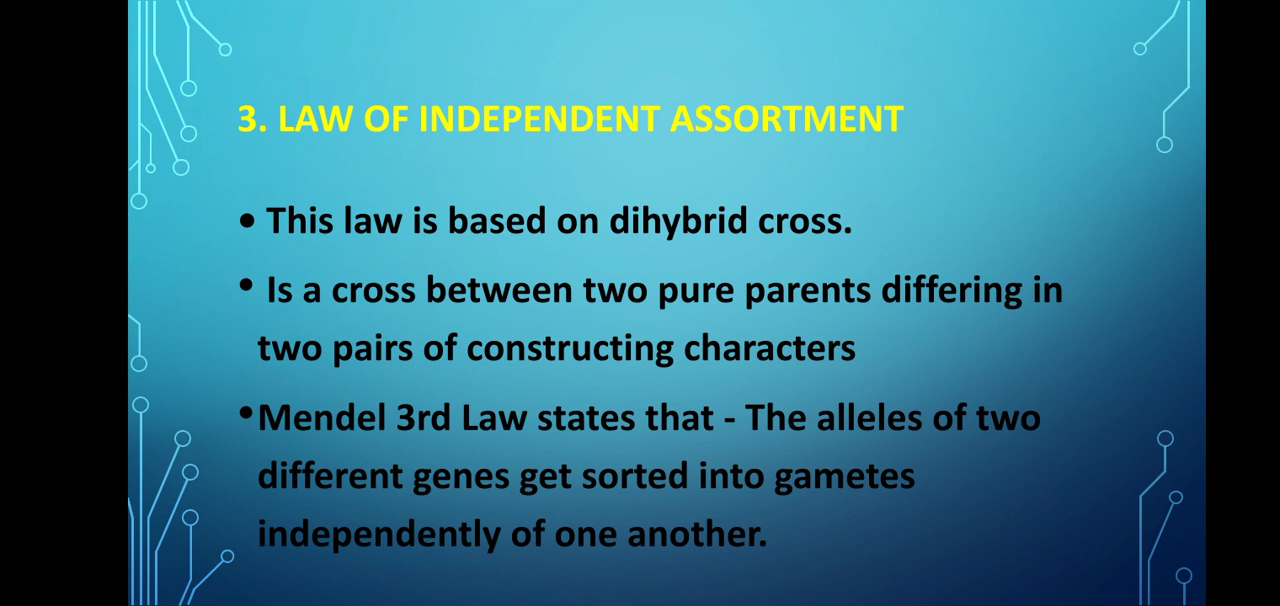 3. LAW OF INDEPENDENT ASSORTMENT
• This law is based on dihybrid cross.
• Is a cross between two pure parents differing in
two pairs of constructing characters
•Mendel 3rd Law states that - The alleles of two
different genes get sorted into gametes
independently of one another.